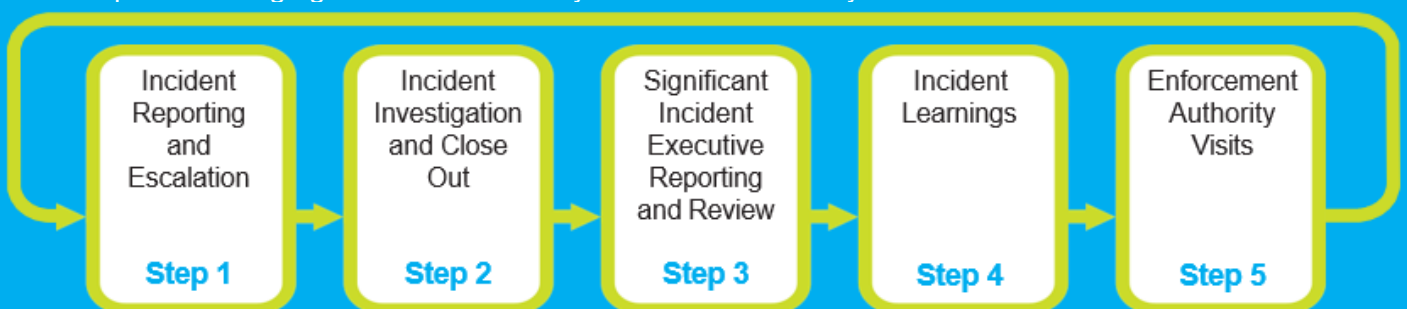 Incident
Reporting
and
Escalation
Step 1
Incident
Investigation
and Close
Out
Step 2
Significant
Incident
Executive
Reporting
and Review
Step 3
Incident
Learnings
Step 4
Enforcement
Authority
Visits
Step 5